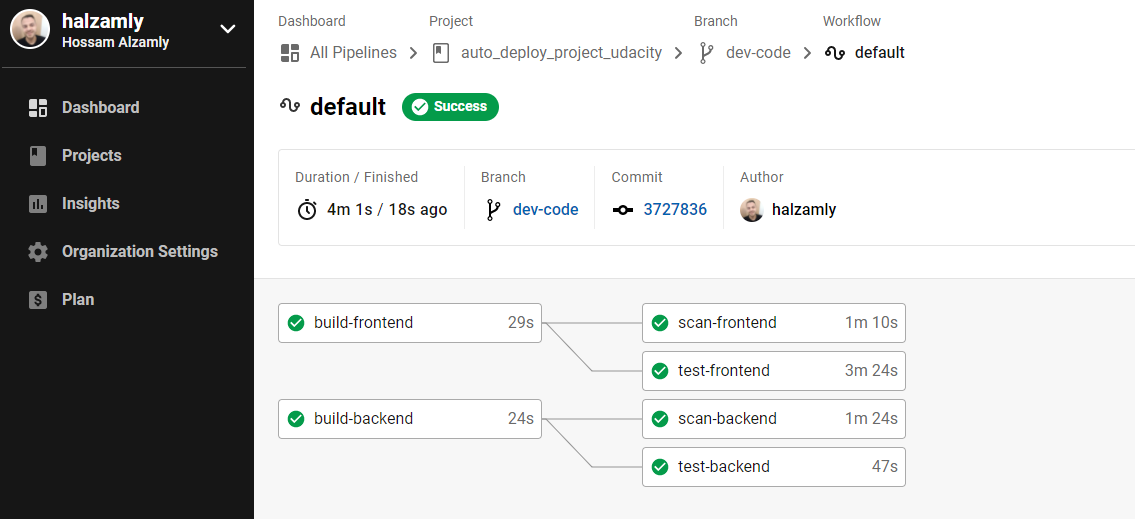 halzamly
Hossam Alzamly
Dashboard
Projects
Insights
Organization Settings
Plan
Dashboard Project Branch Workflow
All Pipelines auto_deploy_project_udacity dev-code default
default Success
Duration / Finished Branch Commit Author
4m 1s / 18s ago dev-code 3727836 halzamly
build-frontend 29s scan-frontend 1m 10s
test-frontend 3m 24s
build-backend 24s scan-backend 1m 24s
test-backend 47s